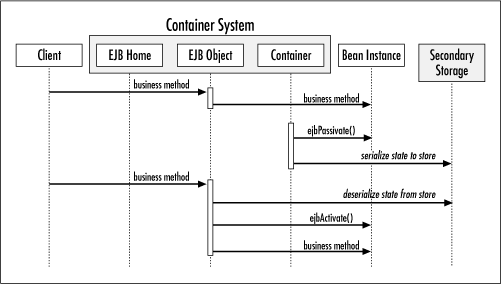 Container System
Client
EJB Home
EJB Object
Container
Bean Instance
Secondary
Storage
business method
business method
ejbPassivate()
serialize state to store
business method
deserialize state from store
ejbActivate()
business method